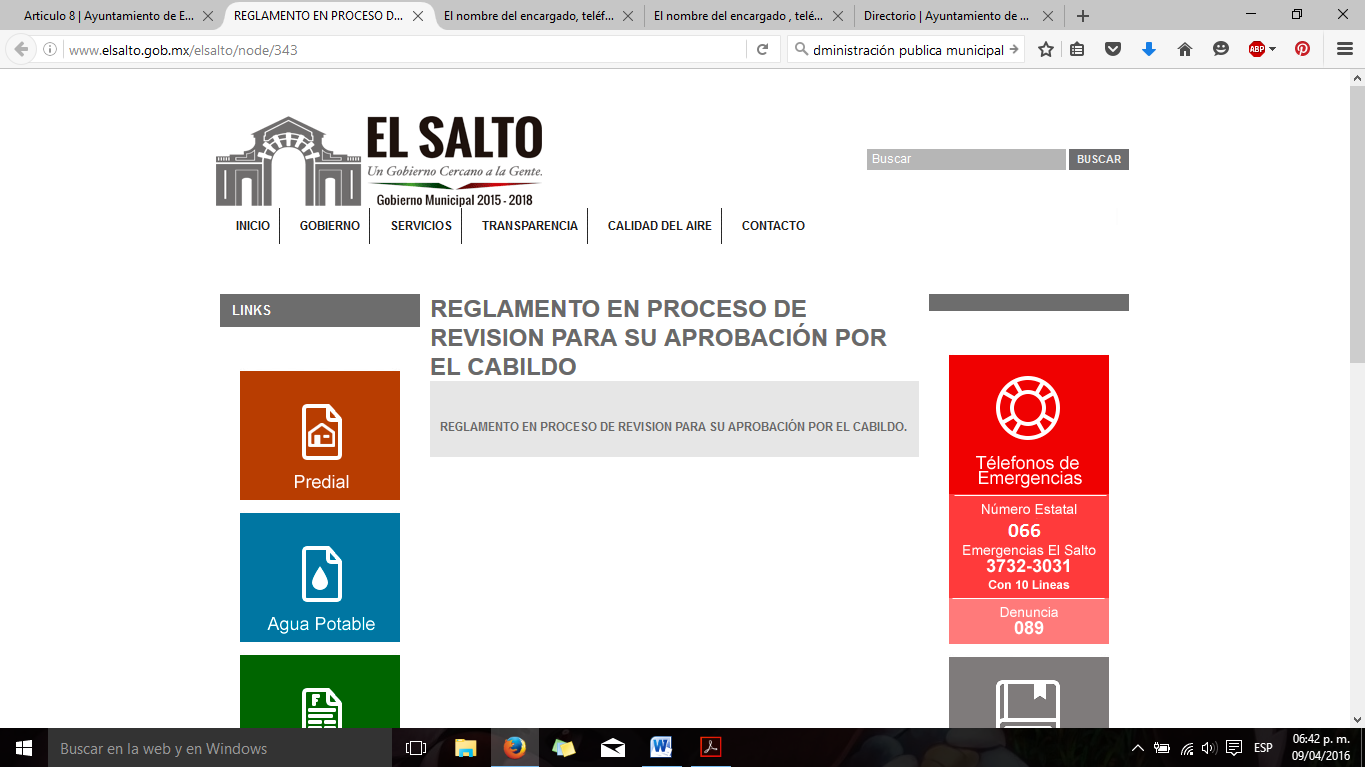 Articulo 8 | Ayuntamiento de E...
REGLAMENTO EN PROCESO D...
El nombre del encargado, teléf...
El nombre del encargado , telé...
Directorio | Ayuntamiento de ...
www.elsalto.gob.mx/elsalto/node/343
dministración publica municipal
ABP
EL SALTO
Un Gobierno Cercano a la Gente.
Gobierno Municipal 2015 - 2018
Buscar
BUSCAR
INICIO
GOBIERNO
SERVICIOS
TRANSPARENCIA
CALIDAD DEL AIRE
CONTACTO
LINKS
Predial
Agua Potable
F
REGLAMENTO EN PROCESO DE
REVISION PARA SU APROBACIÓN POR
EL CABILDO
REGLAMENTO EN PROCESO DE REVISION PARA SU APROBACIÓN POR EL CABILDO.
Télefonos de
Emergencias
Número Estatal
066
Emergencias El Salto
3732-3031
Con 10 Lineas
Denuncia
089
Buscar en la web y en Windows
W
ESP
06:42 p. m.
09/04/2016